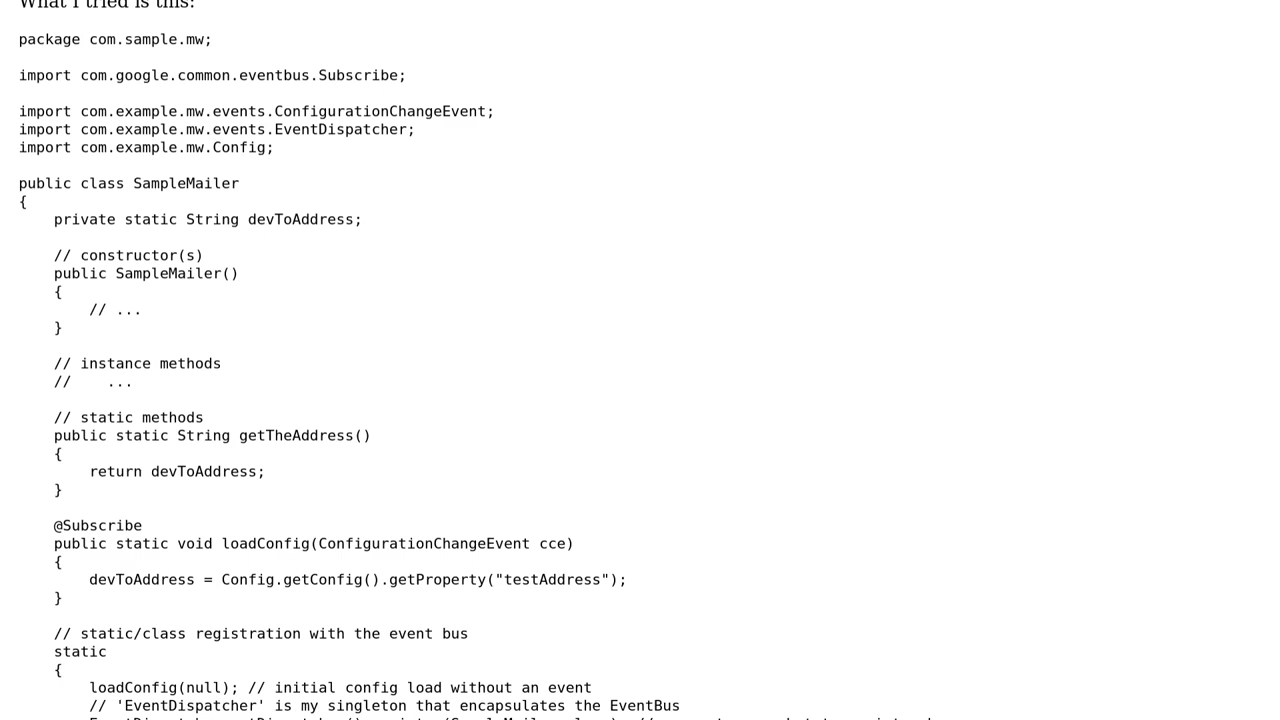 What I tried is this:
package com.sample.mw;
import com.google.common.eventbus.Subscribe;
import com.example.mw.events.ConfigurationChangeEvent;
import com.example.mw.events.EventDispatcher;
import com.example.mw.Config;
public class SampleMailer
{
    private static String devToAddress;
    // constructor(s)
    public SampleMailer()
    {
        // ...
    }
    // instance methods
    //    ...
    // static methods
    public static String getTheAddress()
    {
        return devToAddress;
    }
    @Subscribe
    public static void loadConfig(ConfigurationChangeEvent cce)
    {
        devToAddress = Config.getConfig().getProperty("testAddress");
    }
    // static/class registration with the event bus
    static
    {
        loadConfig(null); // initial config load without an event
        // 'EventDispatcher' is my singleton that encapsulates the EventBus